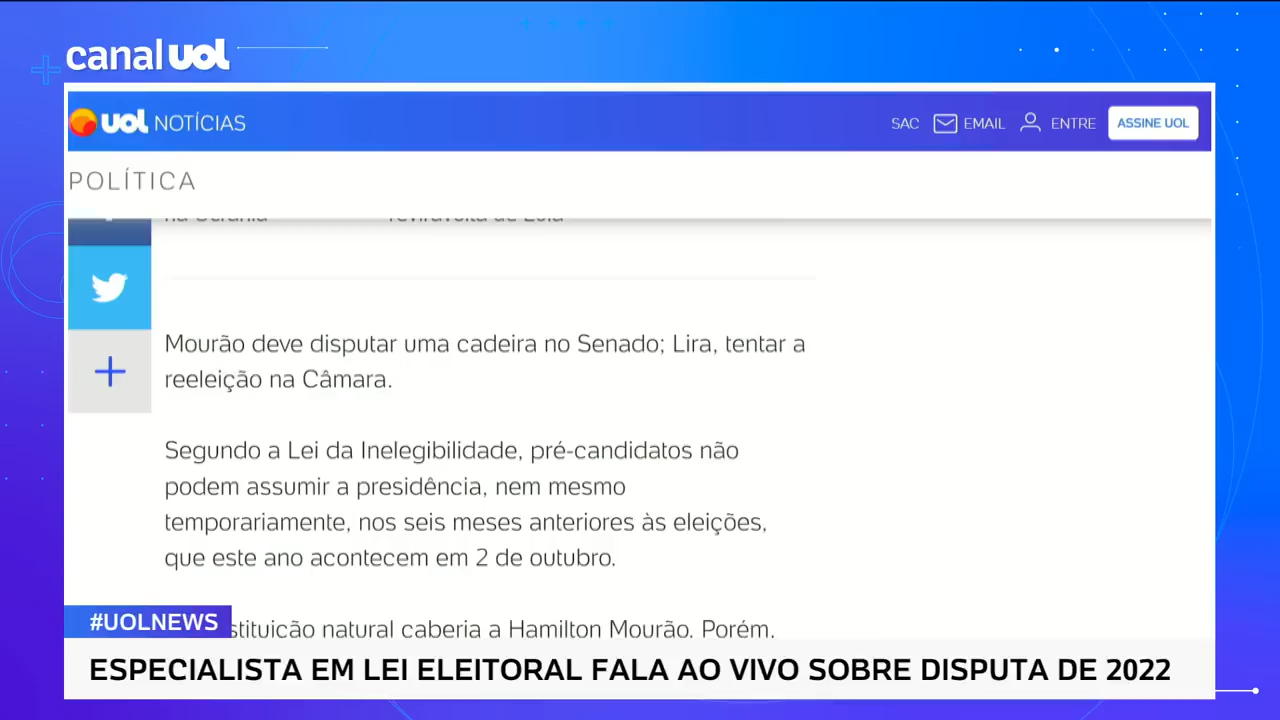 canal uol
uol NOTÍCIAS
SAC EMAIL ENTRE ASSINE UOL
POLÍTICA
Mourão deve disputar uma cadeira no Senado; Lira, tentar a
reeleição na Câmara.
Segundo a Lei da Inelegibilidade, pré-candidatos não
podem assumir a presidência, nem mesmo
temporariamente, nos seis meses anteriores às eleições,
que este ano acontecem em 2 de outubro.
#UOLNEWS
natural caberia a Hamilton Mourão. Porém,
ESPECIALISTA EM LEI ELEITORAL FALA AO VIVO SOBRE DISPUTA DE 2022